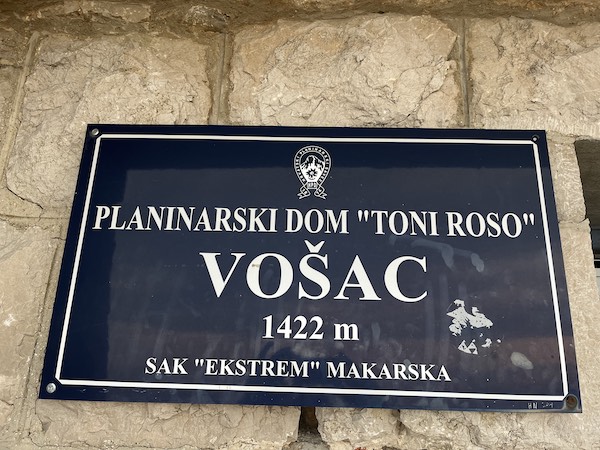 PLANINARSKI DOM "TONI ROSO"
VOŠAC
1422 m
SAK "EKSTREM" MAKARSKA